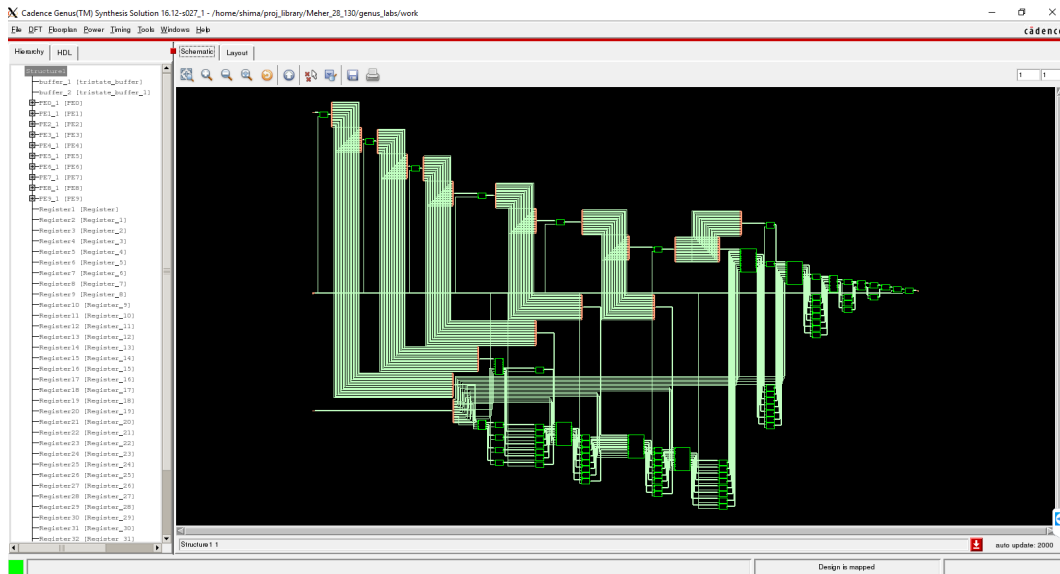 Cadence Genus(TM) Synthesis Solution 16.12-s027_1 - /home/shima/proj_library/Meher_28_130/genus_labs/work
File DFT Floorplan Power Timing Tools Windows Help
cādence
Hierarchy HDL
Schematic Layout
1 1
Structure1
buffer_1 [tristate_buffer]
buffer_2 [tristate_buffer_1]
PE0_1 [PE0]
PE1_1 [PE1]
PE2_1 [PE2]
PE3_1 [PE3]
PE4_1 [PE4]
PE5_1 [PE5]
PE6_1 [PE6]
PE7_1 [PE7]
PE8_1 [PE8]
PE9_1 [PE9]
Register1 [Register]
Register2 [Register_1]
Register3 [Register_2]
Register4 [Register_3]
Register5 [Register_4]
Register6 [Register_5]
Register7 [Register_6]
Register8 [Register_7]
Register9 [Register_8]
Register10 [Register_9]
Register11 [Register_10]
Register12 [Register_11]
Register13 [Register_12]
Register14 [Register_13]
Register15 [Register_14]
Register16 [Register_15]
Register17 [Register_16]
Register18 [Register_17]
Register19 [Register_18]
Register20 [Register_19]
Register21 [Register_20]
Register22 [Register_21]
Register23 [Register_22]
Register24 [Register_23]
Register25 [Register_24]
Register26 [Register_25]
Register27 [Register_26]
Register28 [Register_27]
Register29 [Register_28]
Register30 [Register_29]
Register31 [Register_30]
Register32 [Register_31]
Structure1 1
auto update: 2000
Design is mapped